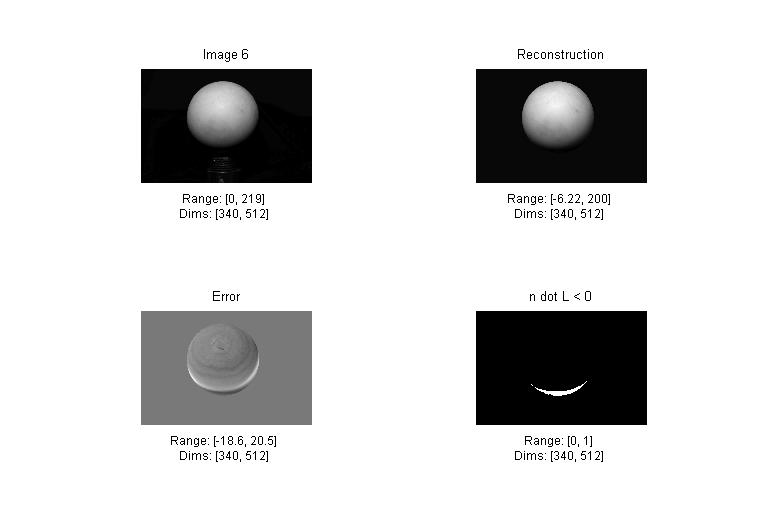 Image 6
Reconstruction
Range: [0, 219]
Dims: [340, 512]
Range: [-6.22, 200]
Dims: [340, 512]
Error
n dot L < 0
Range: [-18.6, 20.5]
Dims: [340, 512]
Range: [0, 1]
Dims: [340, 512]